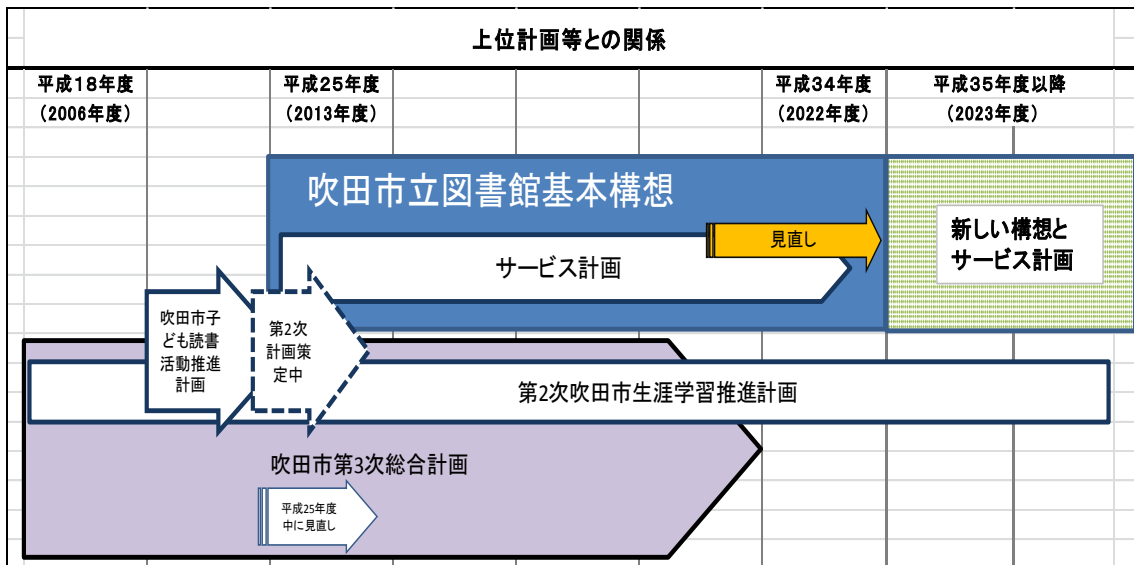 上位計画等との関係
平成18年度
（2006年度）
平成25年度
（2013年度）
平成34年度
（2022年度）
平成35年度以降
（2023年度）
吹田市立図書館基本構想
見直し
サービス計画
新しい構想と
サービス計画
吹田市子
ども読書
活動推進
計画
第2次
計画策
定中
第2次吹田市生涯学習推進計画
吹田市第3次総合計画
平成25年度
中に見直し